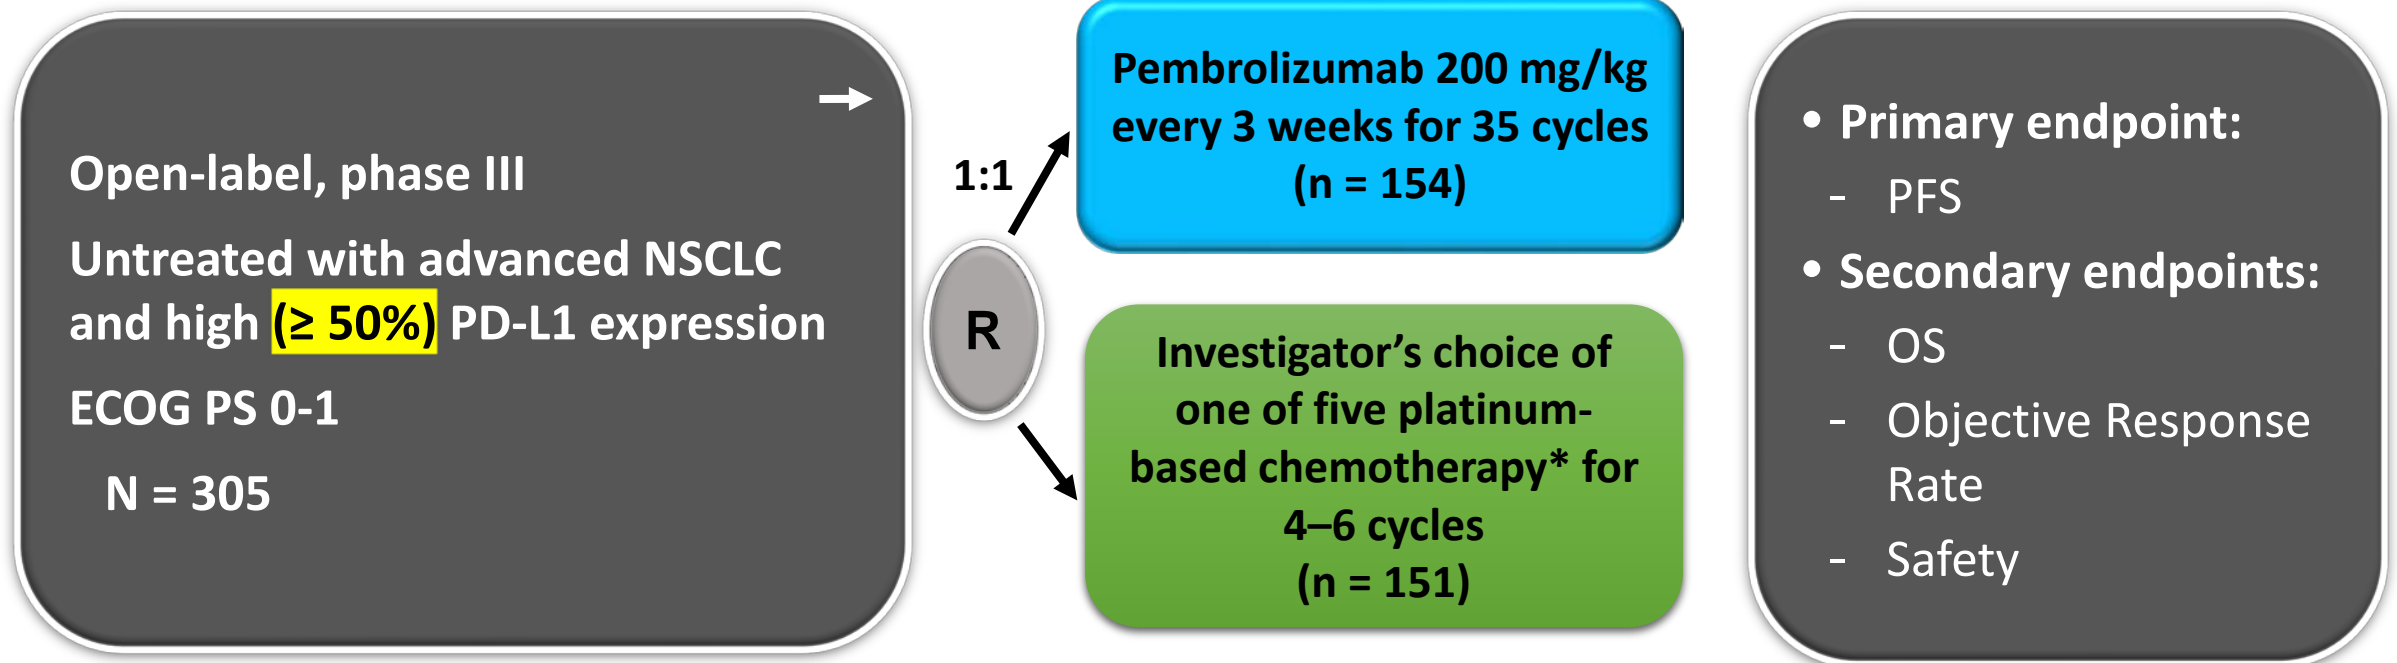 Open-label, phase III
Untreated with advanced NSCLC
and high (≥ 50%) PD-L1 expression
ECOG PS 0-1
N = 305
1:1
R
Pembrolizumab 200 mg/kg
every 3 weeks for 35 cycles
(n = 154)
Investigator’s choice of
one of five platinum-
based chemotherapy* for
4–6 cycles
(n = 151)
• Primary endpoint:
- PFS
• Secondary endpoints:
- OS
- Objective Response
Rate
- Safety